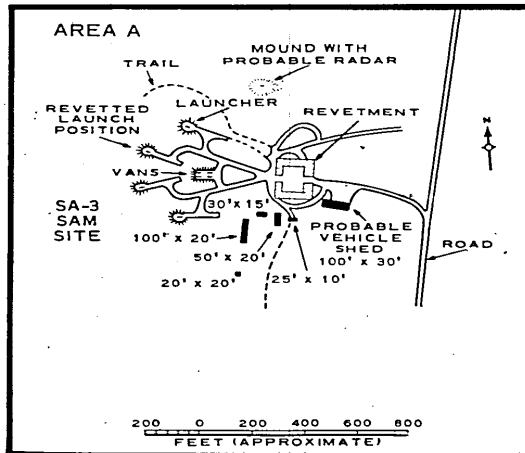 AREA A
MOUND WITH
PROBABLE RADAR
TRAIL
LAUNCHER
REVETTED
LAUNCH
POSITION
REVETMENT
N
VANS
SA-3
SAM
SITE
30' X 15'
100' X 20'
50' X 20'
20' X 20'
25' X 10'
PROBABLE
VEHICLE
SHED
100' X 30'
ROAD
200 0 200 400 600 800
FEET (APPROXIMATE)